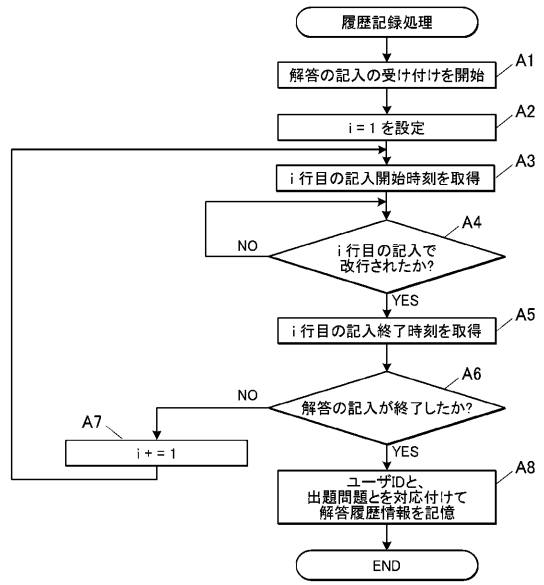 履歴記録処理
A1
解答の記入の受け付けを開始
A2
i = 1 を設定
A3
i 行目の記入開始時刻を取得
A4
i 行目の記入で
改行されたか?
NO
YES
A5
i 行目の記入終了時刻を取得
A6
解答の記入が終了したか?
NO
YES
A7
i + = 1
A8
ユーザIDと、
出題問題とを対応付けて
解答履歴情報を記憶
END